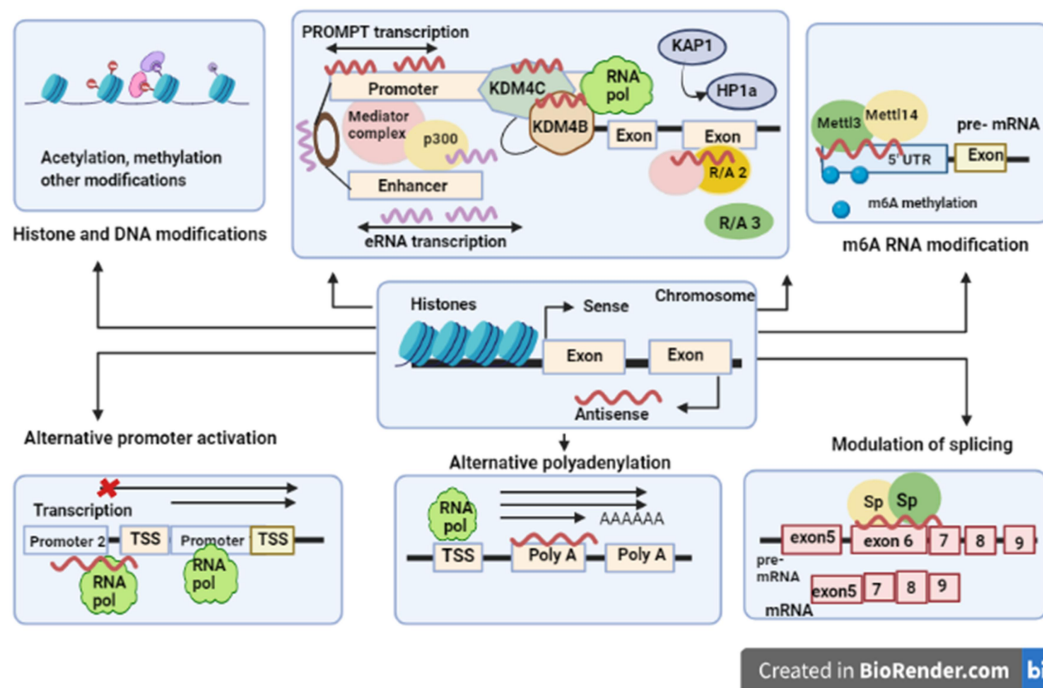 PROMPT transcription
KAP1
HP1a
RNA
pol
KDM4C
Promoter
KDM4B
Mediator
complex
p300
Exon
Exon
R/A 2
Enhancer
R/A 3
eRNA transcription
Acetylation, methylation
other modifications
Histone and DNA modifications
Mettl3
Mettl14
pre- mRNA
5' UTR
Exon
m6A methylation
m6A RNA modification
Histones
Sense
Chromosome
Exon
Exon
Antisense
Alternative promoter activation
Transcription
Promoter 2
TSS
Promoter
TSS
RNA
pol
RNA
pol
Alternative polyadenylation
RNA
pol
AAAAAA
TSS
Poly A
Poly A
Modulation of splicing
Sp
Sp
exon5
exon 6
7
8
9
pre-
mRNA
exon5
7
8
9
mRNA
Created in BioRender.com
bi